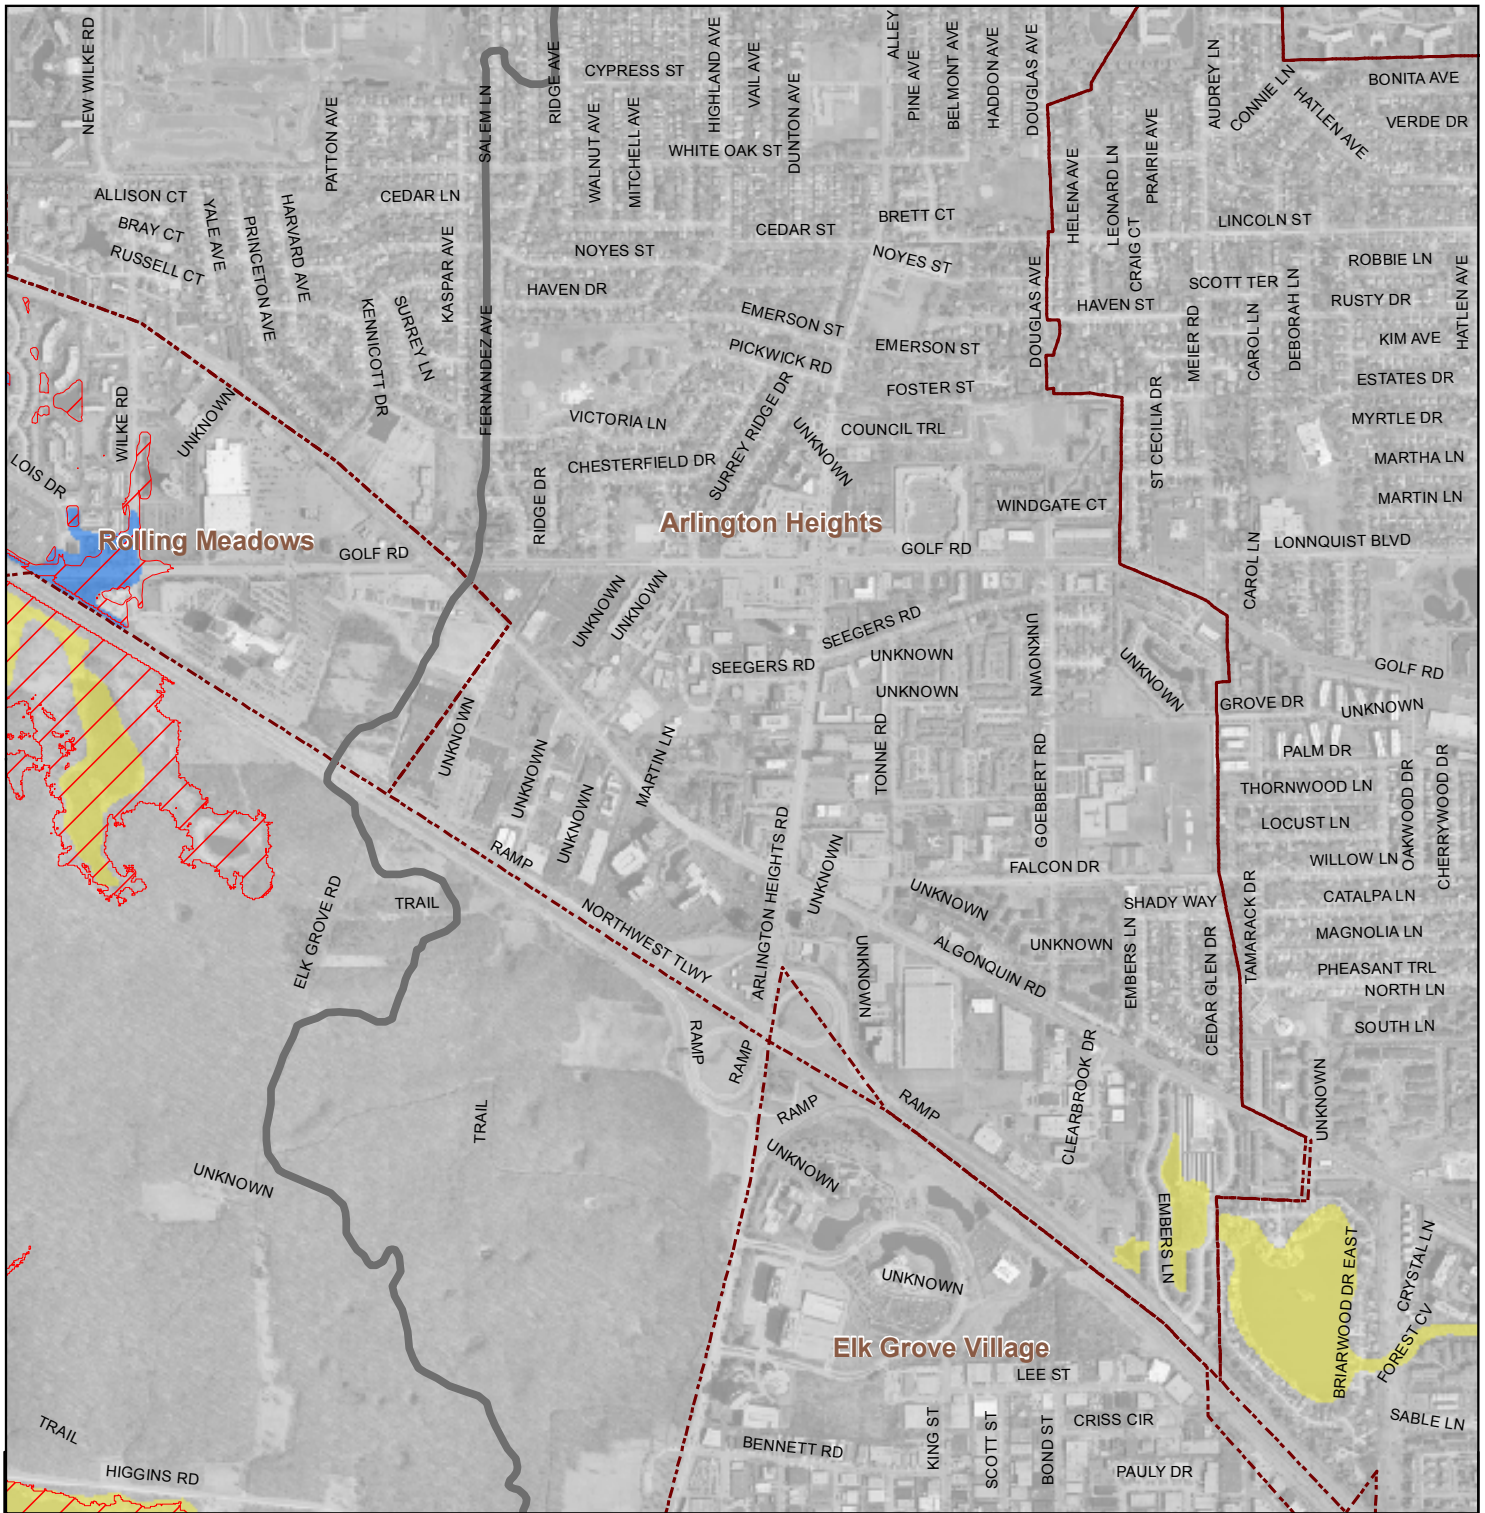 NEW WILKE RD
RIDGE AVE
CYPRESS ST
HIGHLAND AVE
VAIL AVE
DUNTON AVE
ALLEY
PINE AVE
BELMONT AVE
HADDON AVE
DOUGLAS AVE
AUDREY LN
CONNIE LN
HATLEN AVE
BONITA AVE
VERDE DR
PATTON AVE
SALEM LN
WALNUT AVE
MITCHELL AVE
WHITE OAK ST
HELENA AVE
LEONARD LN
PRAIRIE AVE
ALLISON CT
BRAY CT
RUSSELL CT
YALE AVE
PRINCETON AVE
HARVARD AVE
CEDAR LN
KASPAR AVE
NOYES ST
CEDAR ST
BRETT CT
NOYES ST
CRAIG CT
LINCOLN ST
ROBBIE LN
HAVEN DR
DOUGLAS AVE
HAVEN ST
SCOTT TER
DEBORAH LN
RUSTY DR
HATLEN AVE
KENNICOTT DR
SURREY LN
FERNANDEZ AVE
EMERSON ST
PICKWICK RD
EMERSON ST
MEIER RD
CAROL LN
KIM AVE
WILKE RD
UNKNOWN
FOSTER ST
ESTATES DR
VICTORIA LN
SURREY RIDGE DR
UNKNOWN
COUNCIL TRL
ST CECILIA DR
MYRTLE DR
LOIS DR
CHESTERFIELD DR
MARTHA LN
RIDGE DR
WINDGATE CT
MARTIN LN
Rolling Meadows
Arlington Heights
GOLF RD
GOLF RD
LONNQUIST BLVD
CAROL LN
UNKNOWN
UNKNOWN
SEEGERS RD
SEEGERS RD
UNKNOWN
UNKNOWN
UNKNOWN
UNKNOWN
GOLF RD
GROVE DR
UNKNOWN
UNKNOWN
UNKNOWN
UNKNOWN
MARTIN LN
TONNE RD
GOEBBERT RD
PALM DR
THORNWOOD LN
LOCUST LN
OAKWOOD DR
CHERRYWOOD DR
RAMP
ARLINGTON HEIGHTS RD
UNKNOWN
FALCON DR
WILLOW LN
ELK GROVE RD
TRAIL
NORTHWEST TLWY
UNKNOWN
SHADY WAY
CATALPA LN
UNKNOWN
ALGONQUIN RD
UNKNOWN
EMBERS LN
CEDAR GLEN DR
TAMARACK DR
MAGNOLIA LN
PHEASANT TRL
NORTH LN
RAMP
RAMP
SOUTH LN
CLEARBROOK DR
UNKNOWN
TRAIL
RAMP
RAMP
UNKNOWN
UNKNOWN
EMBERS LN
UNKNOWN
BRIARWOOD DR EAST
CRYSTAL LN
FOREST CV
Elk Grove Village
LEE ST
TRAIL
BENNETT RD
KING ST
SCOTT ST
BOND ST
CRISS CIR
SABLE LN
HIGGINS RD
PAULY DR